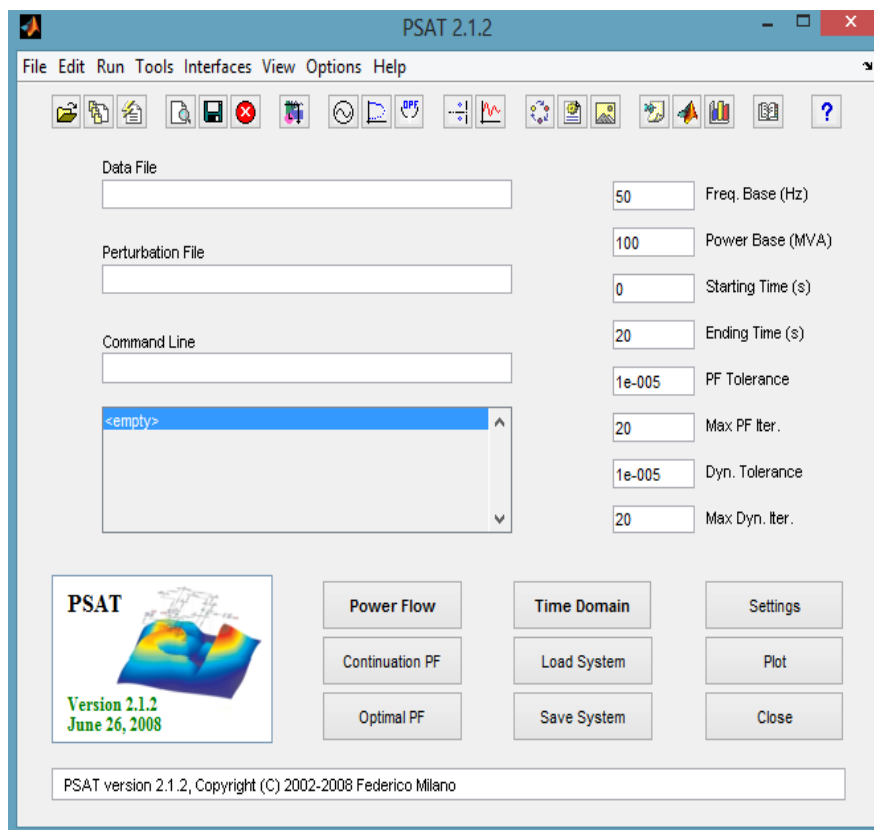 PSAT 2.1.2
File Edit Run Tools Interfaces View Options Help
OPF
?
Data File
50 Freq. Base (Hz)
100 Power Base (MVA)
Perturbation File
0 Starting Time (s)
20 Ending Time (s)
Command Line
1e-005 PF Tolerance
<empty>
20 Max PF Iter.
1e-005 Dyn. Tolerance
20 Max Dyn. Iter.
PSAT
Version 2.1.2
June 26, 2008
Power Flow Time Domain Settings
Continuation PF Load System Plot
Optimal PF Save System Close
PSAT version 2.1.2, Copyright (C) 2002-2008 Federico Milano